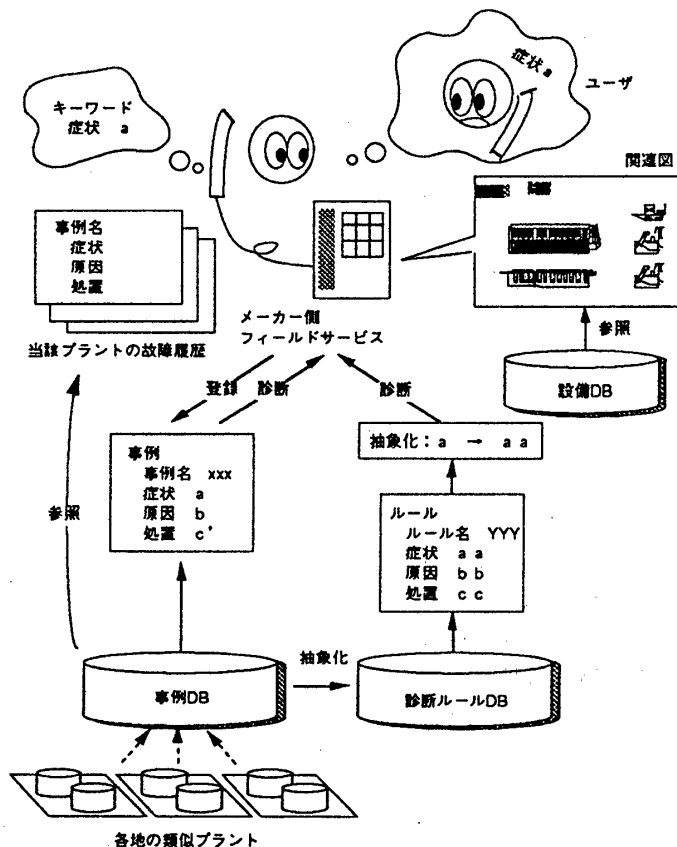 キーワード
症状 a
症状 a
ユーザ
関連図
事例名
症状
原因
処置
当該プラントの故障履歴
メーカー側
フィールドサービス
参照
設備DB
登録 診断
診断
抽象化：a → a a
事例
事例名 xxx
症状 a
原因 b
処置 c'
ルール
ルール名 YYY
症状 a a
原因 b b
処置 c c
参照
抽象化
事例DB
診断ルールDB
各地の類似プラント